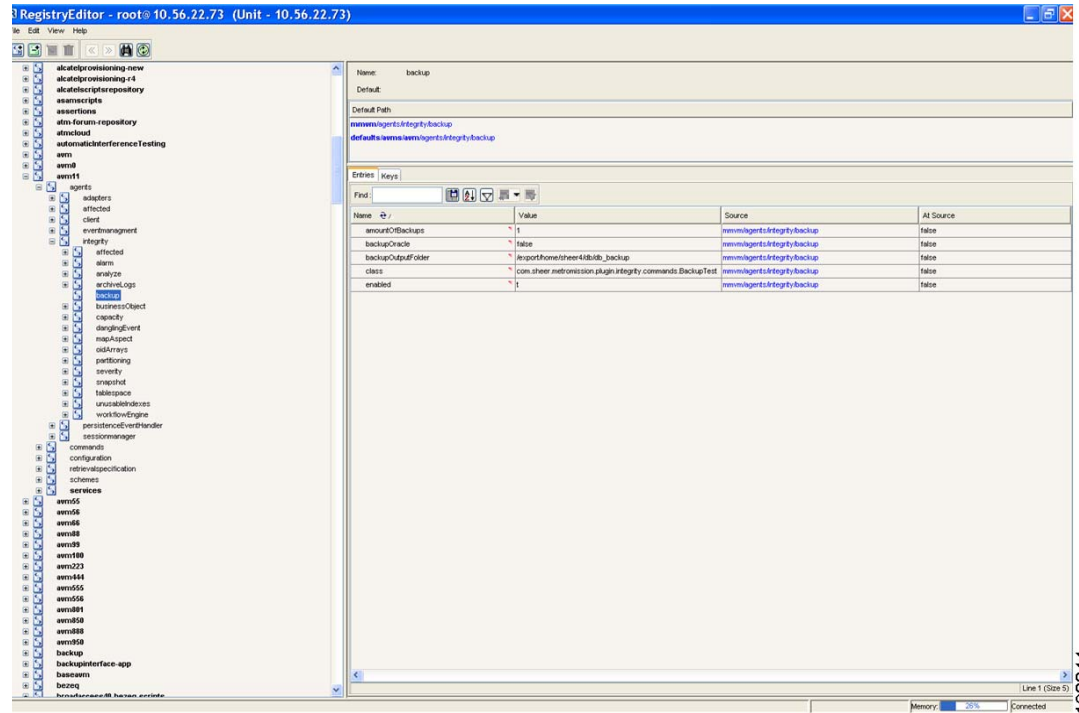 RegistryEditor - root@10.56.22.73 (Unit - 10.56.22.73)
Edit View Help
alcatelprovisioning-new
alcatelprovisioning-r4
alcatelscriptsrepository
asamscripts
assertions
atm-forum-repository
atmcloud
automaticInterferenceTesting
avm
avm0
avm11
agents
adapters
affected
client
eventmanagment
integrity
affected
alarm
analyze
archiveLogs
backup
businessObject
capacity
danglingEvent
mapAspect
oidArrays
partitioning
severity
snapshot
tablespace
unusableIndexes
workflowEngine
persistenceEventHandler
sessionmanager
commands
configuration
retrievalspecification
schemes
services
avm55
avm56
avm66
avm88
avm99
avm100
avm223
avm444
avm555
avm556
avm801
avm850
avm888
avm950
backup
backupinterface-app
baseavm
bezeq
Name: backup
Default:
Default Path
mmvm/agents/integrity/backup
defaults/avms/avm/agents/integrity/backup
Entries Keys
Find:
Name Value Source At Source
amountOfBackups 1 mmvm/agents/integrity/backup false
backupOracle false mmvm/agents/integrity/backup false
backupOutputFolder /export/home/sheer4/db/db_backup mmvm/agents/integrity/backup false
class com.sheer.metromission.plugin.integrity.commands.BackupTest mmvm/agents/integrity/backup false
enabled t mmvm/agents/integrity/backup false
Line 1 (Size 5)
Memory: 26% Connected